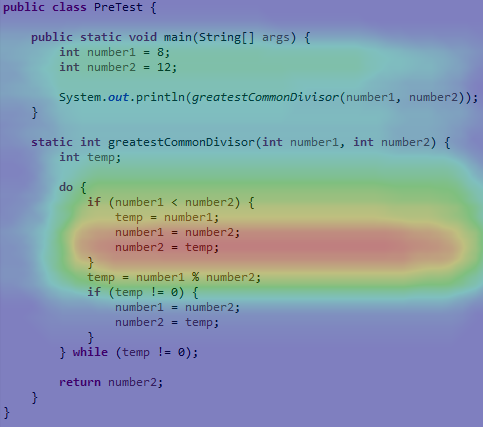 public class PreTest {
    public static void main(String[] args) {
        int number1 = 8;
        int number2 = 12;
        System.out.println(greatestCommonDivisor(number1, number2));
    }
    static int greatestCommonDivisor(int number1, int number2) {
        int temp;
        do {
            if (number1 < number2) {
                temp = number1;
                number1 = number2;
                number2 = temp;
            }
            temp = number1 % number2;
            if (temp != 0) {
                number1 = number2;
                number2 = temp;
            }
        } while (temp != 0);
        return number2;
    }
}